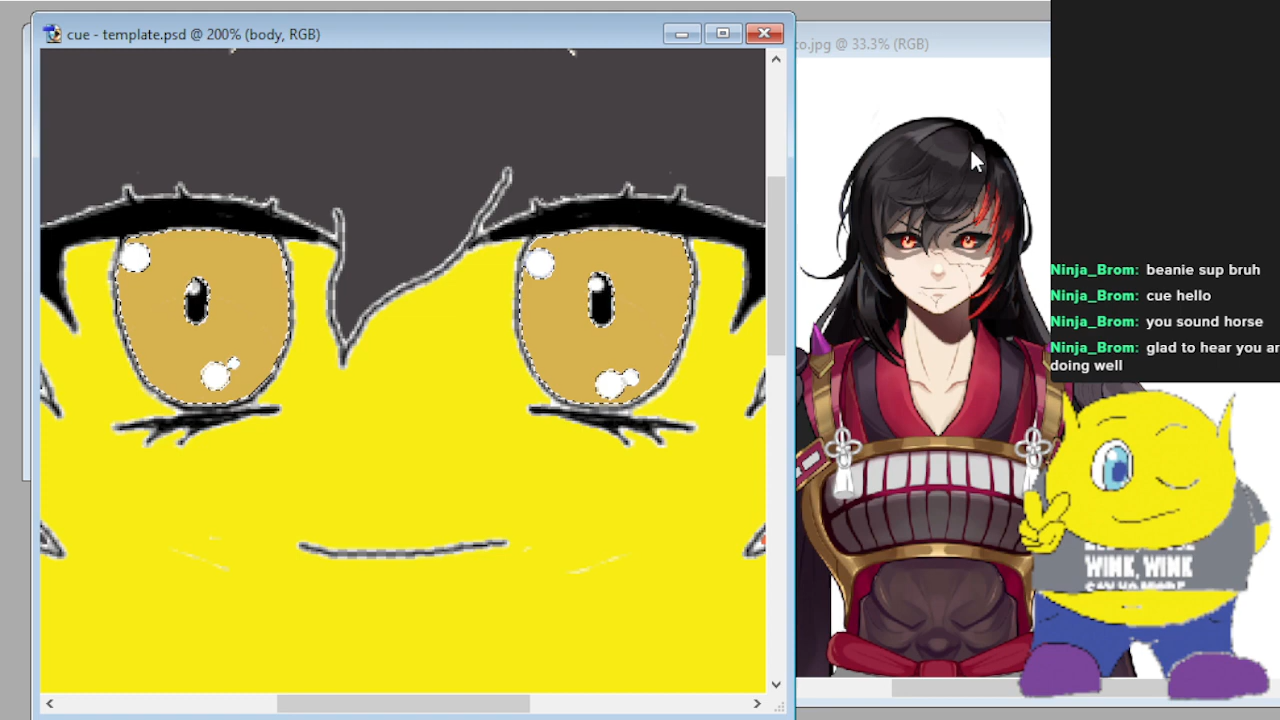 cue - template.psd @ 200% (body, RGB)
co.jpg @ 33.3% (RGB)
Ninja_Brom: beanie sup bruh
Ninja_Brom: cue hello
Ninja_Brom: you sound horse
Ninja_Brom: glad to hear you ar
doing well
WINK, WINK